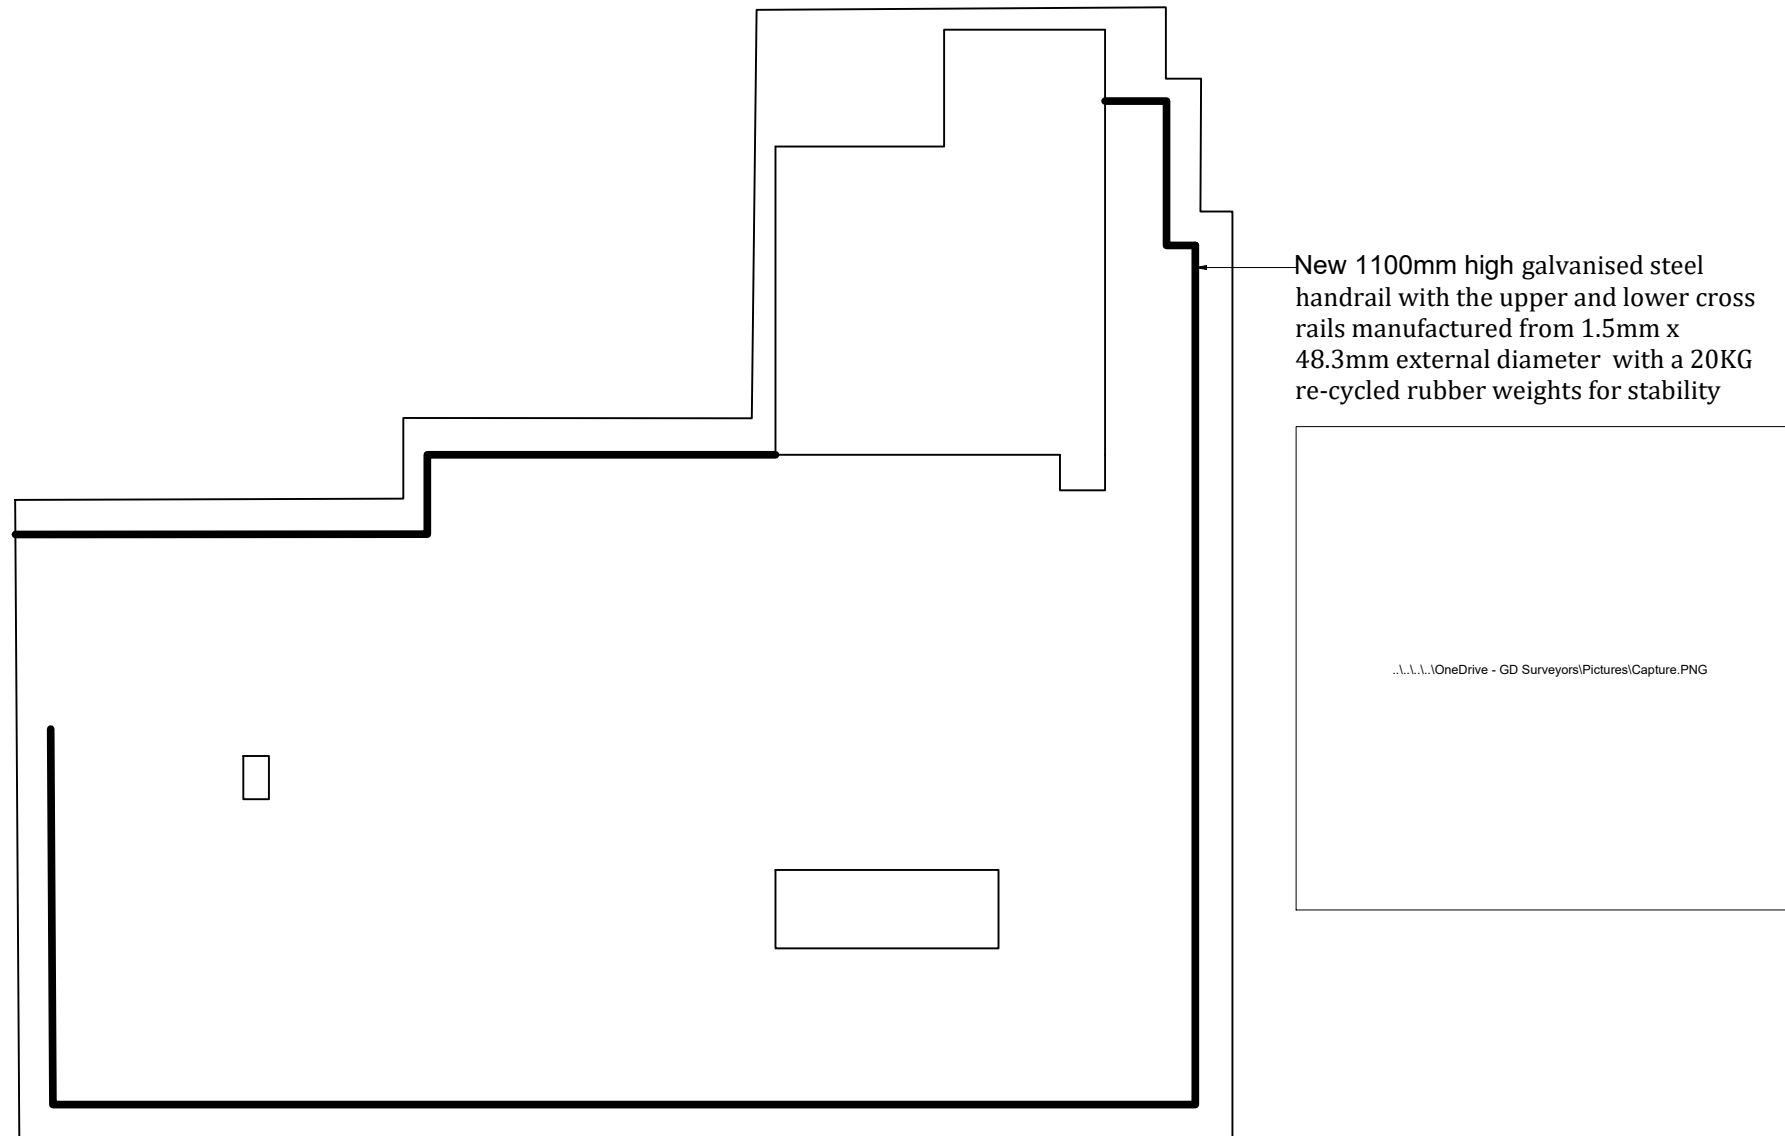 New 1100mm high galvanised steel
handrail with the upper and lower cross
rails manufactured from 1.5mm x
48.3mm external diameter  with a 20KG
re-cycled rubber weights for stability
..\..\..\..\OneDrive - GD Surveyors\Pictures\Capture.PNG